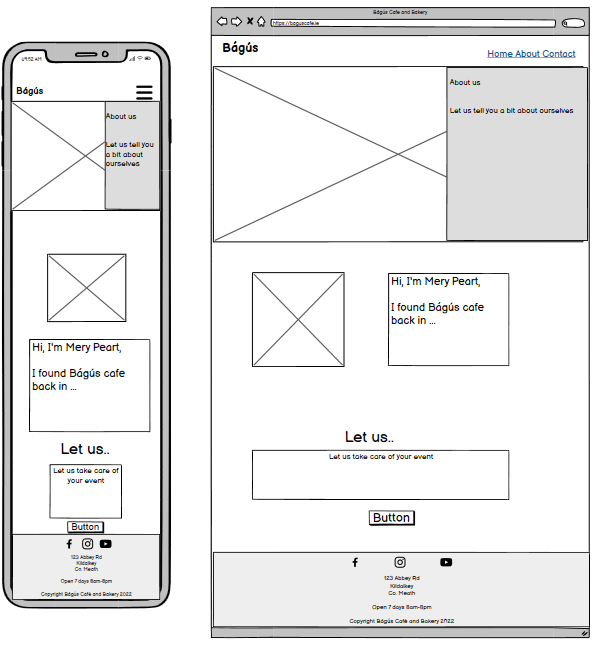 19:52 AM
Bágús
About us
Let us tell you
a bit about
ourselves
Hi, I'm Mery Peart,
I found Bágús cafe
back in ...
Let us..
Let us take care of
your event
Button
123 Abbey Rd
Kildalkey
Co. Meath
Open 7 days 8am-8pm
Copyright Bágús Café and Bakery 2022
Bágús Cafe and Bakery
https://baguscafe.ie
Bágús
Home About Contact
About us
Let us tell you a bit about ourselves
Hi, I'm Mery Peart,
I found Bágús cafe
back in ...
Let us..
Let us take care of your event
Button
123 Abbey Rd
Kildalkey
Co. Meath
Open 7 days 8am-8pm
Copyright Bágús Café and Bakery 2022